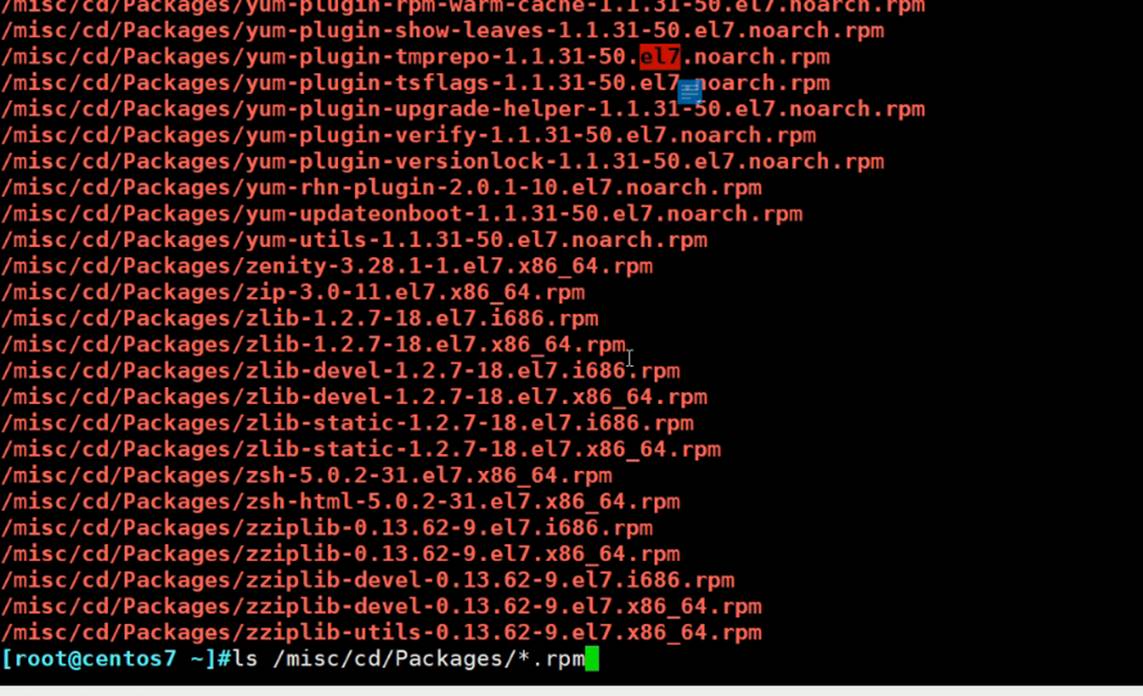 /misc/cd/Packages/yum-plugin-rpm-warm-cache-1.1.31-50.el7.noarch.rpm
/misc/cd/Packages/yum-plugin-show-leaves-1.1.31-50.el7.noarch.rpm
/misc/cd/Packages/yum-plugin-tmprepo-1.1.31-50.el7.noarch.rpm
/misc/cd/Packages/yum-plugin-tsflags-1.1.31-50.el7.noarch.rpm
/misc/cd/Packages/yum-plugin-upgrade-helper-1.1.31-50.el7.noarch.rpm
/misc/cd/Packages/yum-plugin-verify-1.1.31-50.el7.noarch.rpm
/misc/cd/Packages/yum-plugin-versionlock-1.1.31-50.el7.noarch.rpm
/misc/cd/Packages/yum-rhn-plugin-2.0.1-10.el7.noarch.rpm
/misc/cd/Packages/yum-updateonboot-1.1.31-50.el7.noarch.rpm
/misc/cd/Packages/yum-utils-1.1.31-50.el7.noarch.rpm
/misc/cd/Packages/zenity-3.28.1-1.el7.x86_64.rpm
/misc/cd/Packages/zip-3.0-11.el7.x86_64.rpm
/misc/cd/Packages/zlib-1.2.7-18.el7.i686.rpm
/misc/cd/Packages/zlib-1.2.7-18.el7.x86_64.rpm
/misc/cd/Packages/zlib-devel-1.2.7-18.el7.i686.rpm
/misc/cd/Packages/zlib-devel-1.2.7-18.el7.x86_64.rpm
/misc/cd/Packages/zlib-static-1.2.7-18.el7.i686.rpm
/misc/cd/Packages/zlib-static-1.2.7-18.el7.x86_64.rpm
/misc/cd/Packages/zsh-5.0.2-31.el7.x86_64.rpm
/misc/cd/Packages/zsh-html-5.0.2-31.el7.x86_64.rpm
/misc/cd/Packages/zziplib-0.13.62-9.el7.i686.rpm
/misc/cd/Packages/zziplib-0.13.62-9.el7.x86_64.rpm
/misc/cd/Packages/zziplib-devel-0.13.62-9.el7.i686.rpm
/misc/cd/Packages/zziplib-devel-0.13.62-9.el7.x86_64.rpm
/misc/cd/Packages/zziplib-utils-0.13.62-9.el7.x86_64.rpm
[root@centos7 ~]#ls /misc/cd/Packages/*.rpm